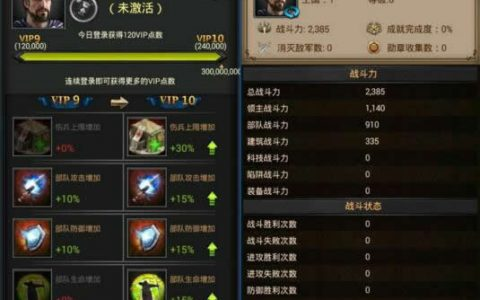 （未激活）
VIP9
VIP10
(120,000)
今日登录获得120VIP点数
(240,000)
300,000,000
连续登录即可获得更多的VIP点数
VIP 9
VIP 10
伤兵上限增加
+0%
伤兵上限增加
+30%
部队攻击增加
+10%
部队攻击增加
+15%
部队防御增加
+10%
部队防御增加
+15%
部队生命增加
+0%
部队生命增加
+15%
战斗力: 2,385
成就完成度: 0%
消灭敌军数: 0
勋章收集数: 0
战斗力
总战斗力 2,385
领主战斗力 1,140
部队战斗力 910
建筑战斗力 335
科技战斗力 0
陷阱战斗力 0
装备战斗力 0
战斗状态
战斗胜利次数 0
战斗失败次数 0
进攻胜利次数 0
进攻失败次数 0
防御胜利次数 0